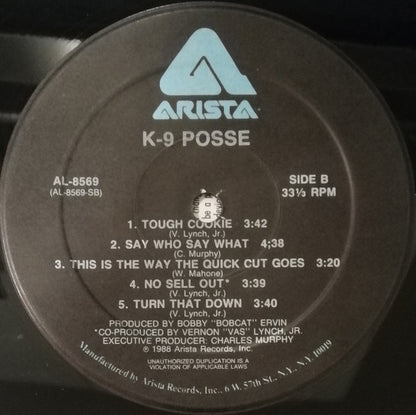 ARISTA
K-9 POSSE
AL-8569
(AL-8569-SB)
SIDE B
33⅓ RPM
1. TOUGH COOKIE 3:42
(V. Lynch, Jr.)
2. SAY WHO SAY WHAT 4;38
(C. Murphy)
3. THIS IS THE WAY THE QUICK CUT GOES 3:20
(W. Mahone)
4. NO SELL OUT* 3:39
(V. Lynch, Jr.)
5. TURN THAT DOWN 3:40
(V. Lynch, Jr.)
PRODUCED BY BOBBY "BOBCAT" ERVIN
*CO-PRODUCED BY VERNON "VAS" LYNCH, JR.
EXECUTIVE PRODUCER: CHARLES MURPHY
℗ 1988 Arista Records, Inc.
UNAUTHORIZED DUPLICATION IS A
VIOLATION OF APPLICABLE LAWS
Manufactured by Arista Records, Inc., 6 W. 57th St., N.Y., N.Y. 10019